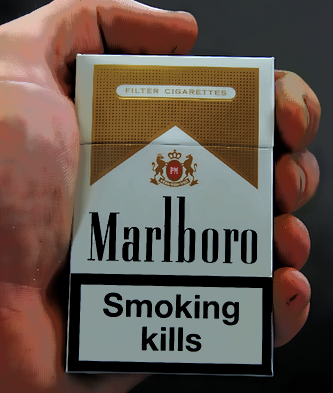 FILTER CIGARETTES
PM
Marlboro
Smoking
kills